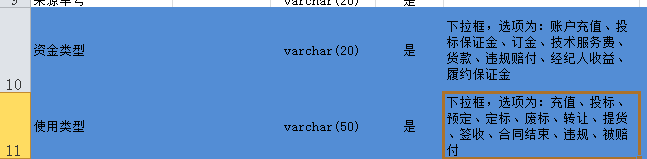 9 来源单号 varchar(20) 是
下拉框，选项为：账户充值、投
标保证金、订金、技术服务费、
10 资金类型 varchar(20) 是
货款、违规赔付、经纪人收益、
履约保证金
下拉框，选项为：充值、投标、
预定、定标、废标、转让、提货
11 使用类型 varchar(50) 是
、签收、合同结束、违规、被赔
付